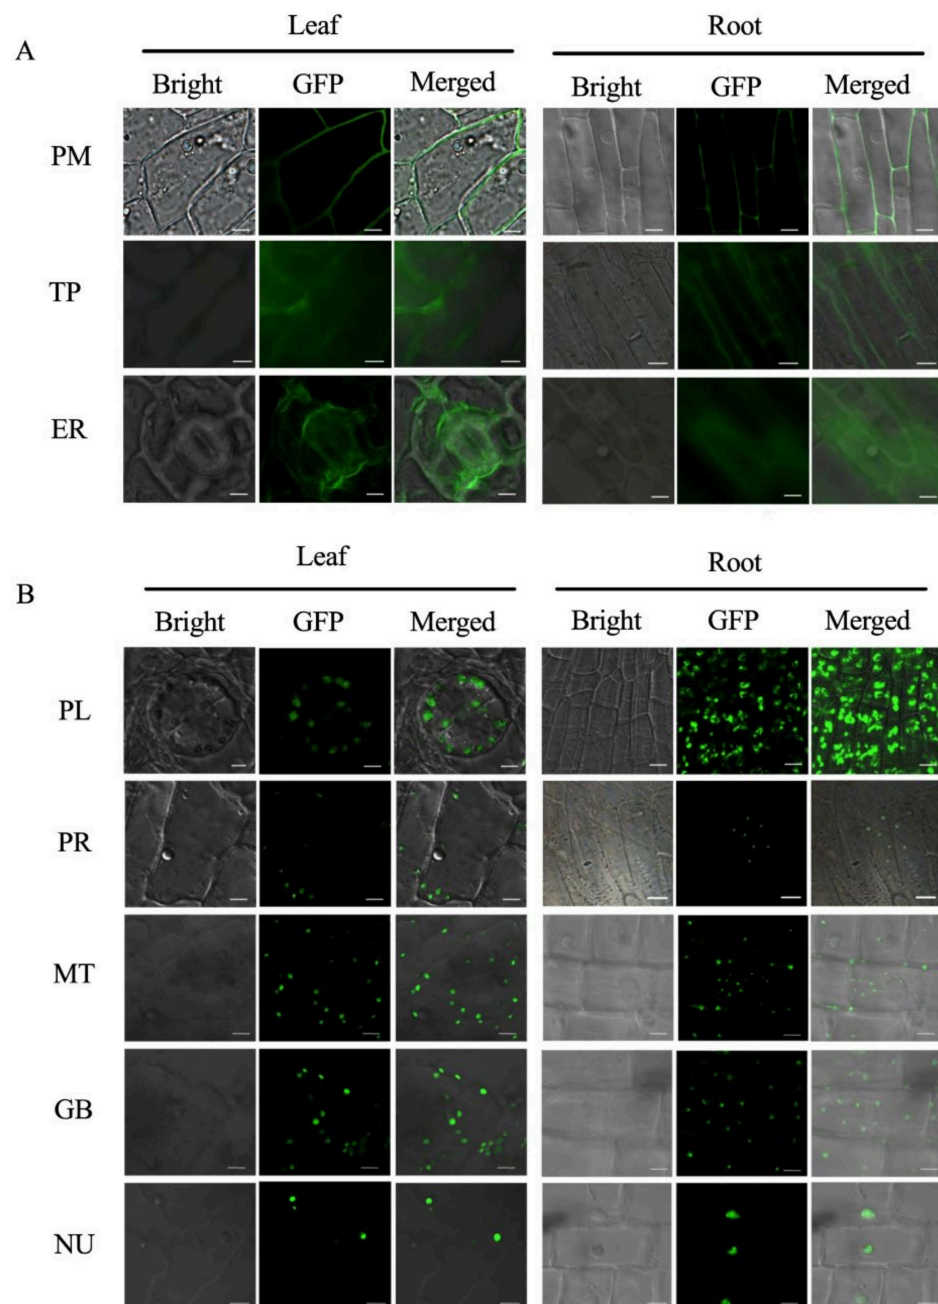 A
Leaf Root
Bright GFP Merged Bright GFP Merged
PM
TP
ER
B
Leaf Root
Bright GFP Merged Bright GFP Merged
PL
PR
MT
GB
NU